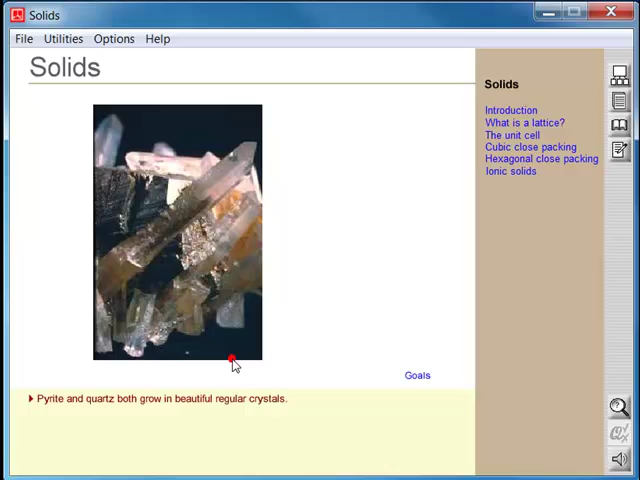 Solids
File Utilities Options Help
Solids
Goals
Pyrite and quartz both grow in beautiful regular crystals.
Solids
Introduction
What is a lattice?
The unit cell
Cubic close packing
Hexagonal close packing
Ionic solids